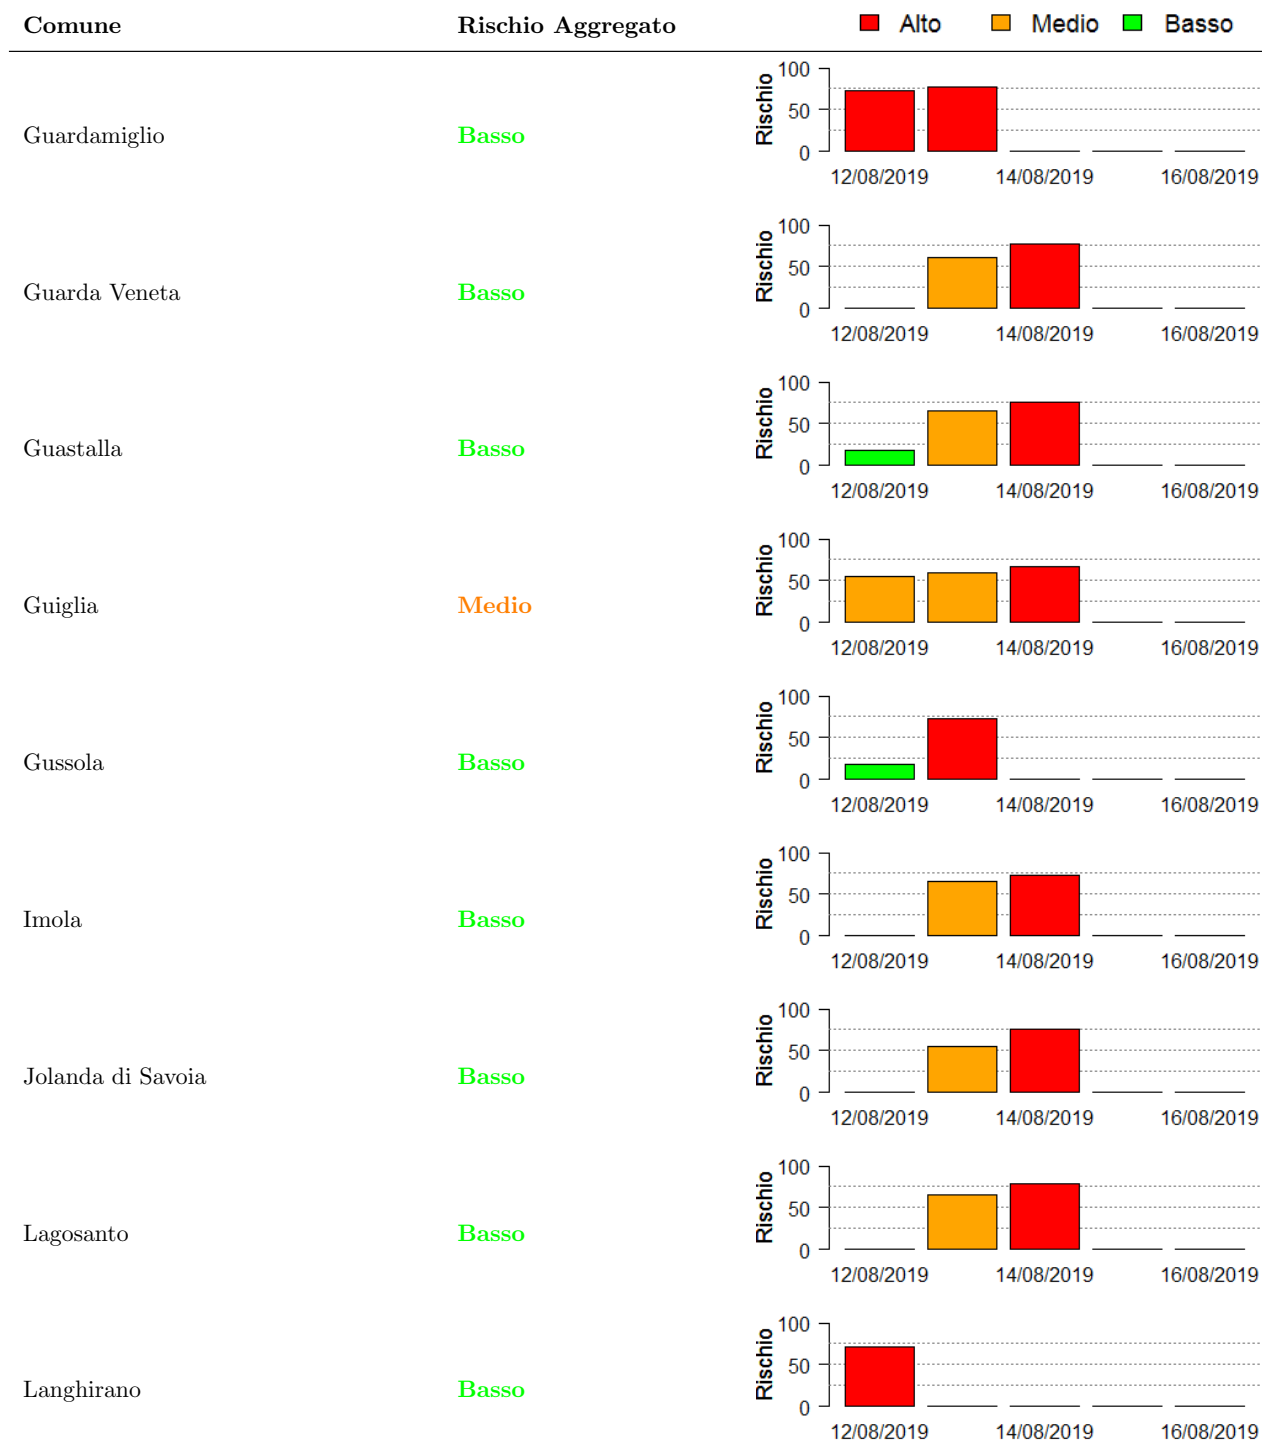 Comune Rischio Aggregato Alto Medio Basso
Guardamiglio Basso
Rischio
100
50
0
12/08/2019 14/08/2019 16/08/2019
Guarda Veneta Basso
Rischio
100
50
0
12/08/2019 14/08/2019 16/08/2019
Guastalla Basso
Rischio
100
50
0
12/08/2019 14/08/2019 16/08/2019
Guiglia Medio
Rischio
100
50
0
12/08/2019 14/08/2019 16/08/2019
Gussola Basso
Rischio
100
50
0
12/08/2019 14/08/2019 16/08/2019
Imola Basso
Rischio
100
50
0
12/08/2019 14/08/2019 16/08/2019
Jolanda di Savoia Basso
Rischio
100
50
0
12/08/2019 14/08/2019 16/08/2019
Lagosanto Basso
Rischio
100
50
0
12/08/2019 14/08/2019 16/08/2019
Langhirano Basso
Rischio
100
50
0
12/08/2019 14/08/2019 16/08/2019